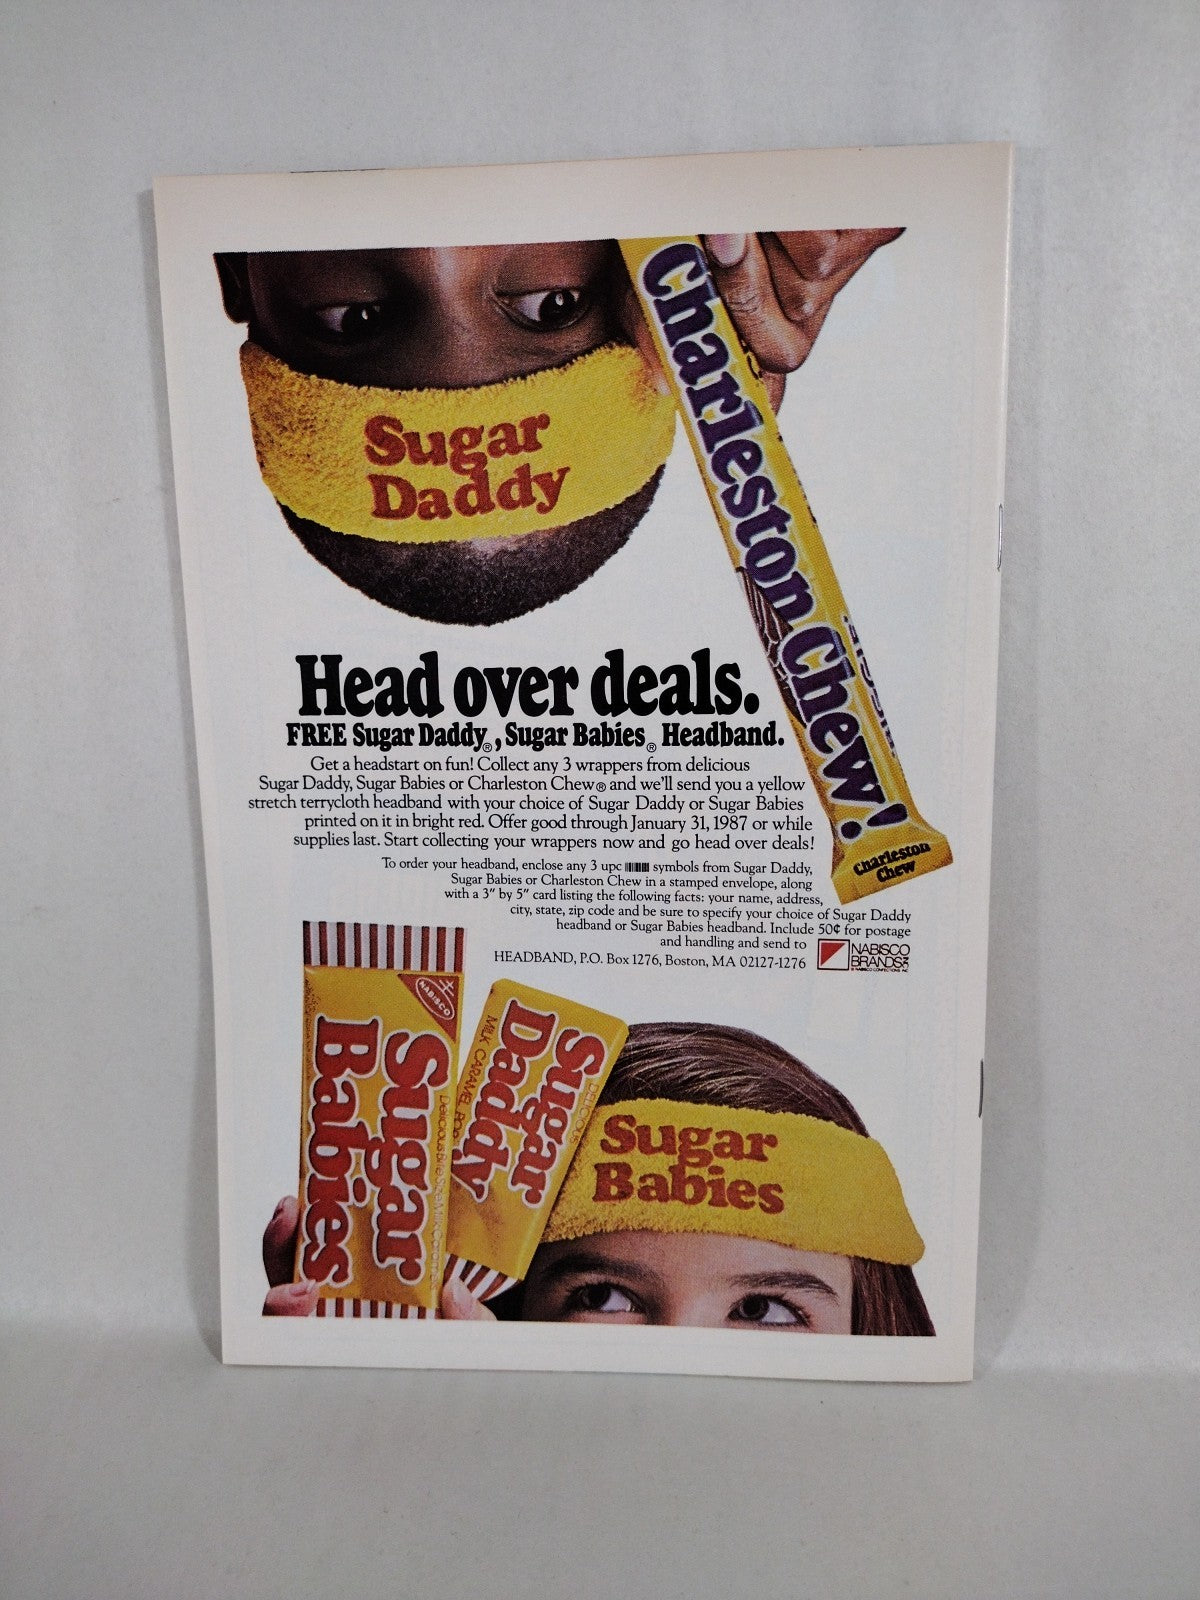 Sugar
Daddy
Charleston Chew!
Charleston
Chew
Head over deals.
FREE Sugar Daddy®, Sugar Babies® Headband.
Get a headstart on fun! Collect any 3 wrappers from delicious
Sugar Daddy, Sugar Babies or Charleston Chew® and we'll send you a yellow
stretch terrycloth headband with your choice of Sugar Daddy or Sugar Babies
printed on it in bright red. Offer good through January 31, 1987 or while
supplies last. Start collecting your wrappers now and go head over deals!
To order your headband, enclose any 3 upc symbols from Sugar Daddy,
Sugar Babies or Charleston Chew in a stamped envelope, along
with a 3" by 5" card listing the following facts: your name, address,
city, state, zip code and be sure to specify your choice of Sugar Daddy
headband or Sugar Babies headband. Include 50¢ for postage
and handling and send to
HEADBAND, P.O. Box 1276, Boston, MA 02127-1276
NABISCO
BRANDS
NABISCO
Sugar
Babies
Sugar
Daddy
MILK CARAMEL POP
DELICIOUS
Sugar
Babies